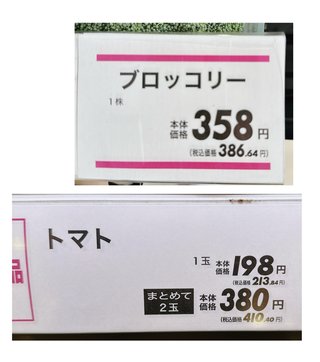 ブロッコリー
1株
本体
価格 358円
(税込価格 386.64円)
トマト
品
1玉 本体
価格 198円
(税込価格 213.84円)
まとめて
2玉 本体
価格 380円
(税込価格 410.40円)